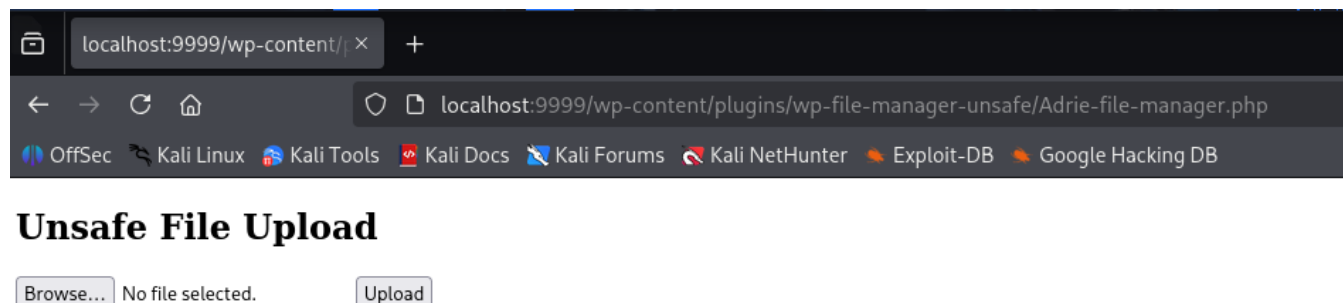 localhost:9999/wp-content/p
localhost:9999/wp-content/plugins/wp-file-manager-unsafe/Adrie-file-manager.php
OffSec Kali Linux Kali Tools Kali Docs Kali Forums Kali NetHunter Exploit-DB Google Hacking DB
Unsafe File Upload
Browse... No file selected. Upload